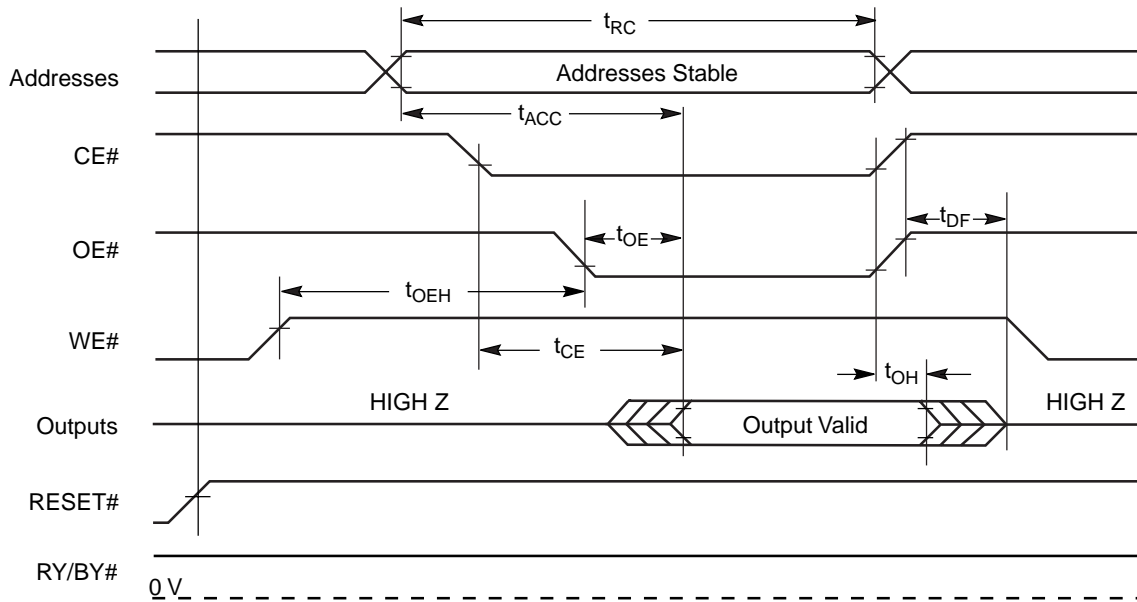 tRC
Addresses
Addresses Stable
tACC
CE#
tDF
tOE
OE#
tOEH
WE#
tCE
tOH
HIGH Z
HIGH Z
Outputs
Output Valid
RESET#
RY/BY#
0 V